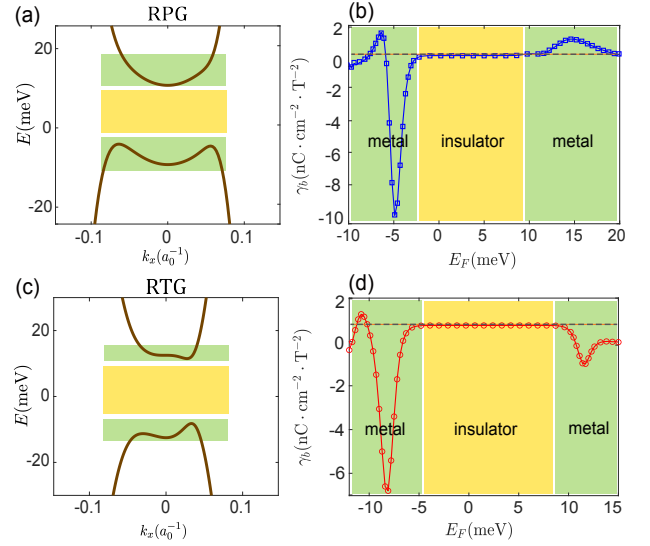 (a) RPG
20
0
-20
E(meV)
-0.1 0 0.1
k_x(a_0^{-1})
(b)
2
0
-2
-4
-6
-8
-10
γ_b(nC · cm^{-2} · T^{-2})
metal insulator metal
-10 -5 0 5 10 15 20
E_F(meV)
(c) RTG
20
0
-20
E(meV)
-0.1 0 0.1
k_x(a_0^{-1})
(d)
2
0
-2
-4
-6
γ_b(nC · cm^{-2} · T^{-2})
metal insulator metal
-10 -5 0 5 10 15
E_F(meV)